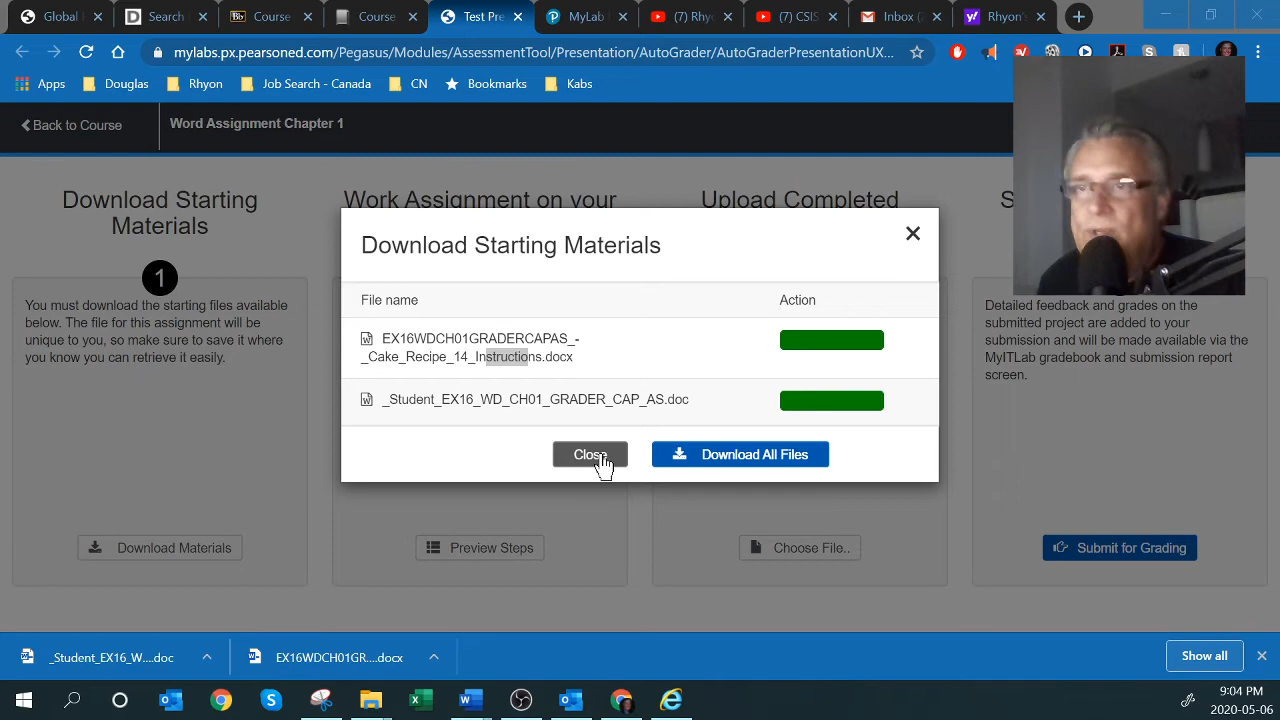 Global
Search
Bb Course
Course
Test Pre
MyLab
(7) Rhyo
(7) CSIS
Inbox (
Rhyon's
mylabs.px.pearsoned.com/Pegasus/Modules/AssessmentTool/Presentation/AutoGrader/AutoGraderPresentationUX...
Apps
Douglas
Rhyon
Job Search - Canada
CN
Bookmarks
Kabs
Back to Course
Word Assignment Chapter 1
Download Starting
Materials
Work Assignment on your
Upload Completed
S
1
You must download the starting files available
below. The file for this assignment will be
unique to you, so make sure to save it where
you know you can retrieve it easily.
Download Materials
Download Starting Materials
File name
Action
EX16WDCH01GRADERCAPAS_-
_Cake_Recipe_14_Instructions.docx
_Student_EX16_WD_CH01_GRADER_CAP_AS.doc
Close
Download All Files
Preview Steps
Choose File..
Detailed feedback and grades on the
submitted project are added to your
submission and will be made available via the
MyITLab gradebook and submission report
screen.
Submit for Grading
_Student_EX16_W....doc
EX16WDCH01GR....docx
Show all
9:04 PM
2020-05-06